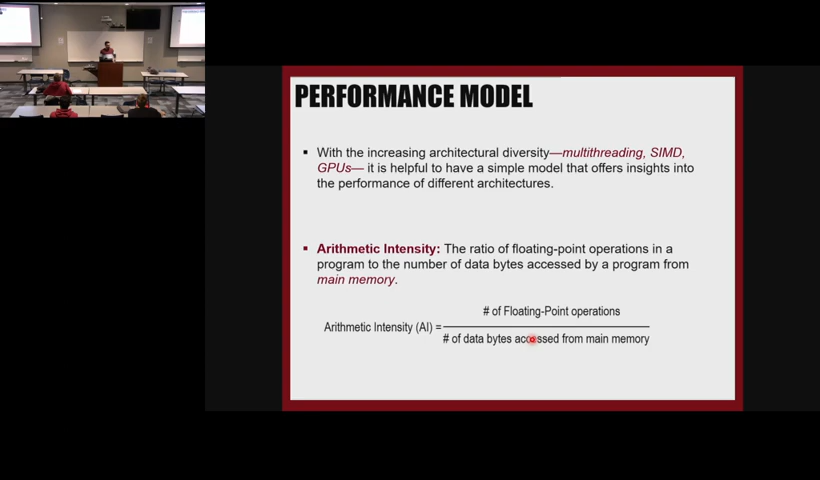 PERFORMANCE MODEL
▪ With the increasing architectural diversity—multithreading, SIMD,
GPUs— it is helpful to have a simple model that offers insights into
the performance of different architectures.
▪ Arithmetic Intensity: The ratio of floating-point operations in a
program to the number of data bytes accessed by a program from
main memory.
# of Floating-Point operations
Arithmetic Intensity (AI) =
# of data bytes accessed from main memory